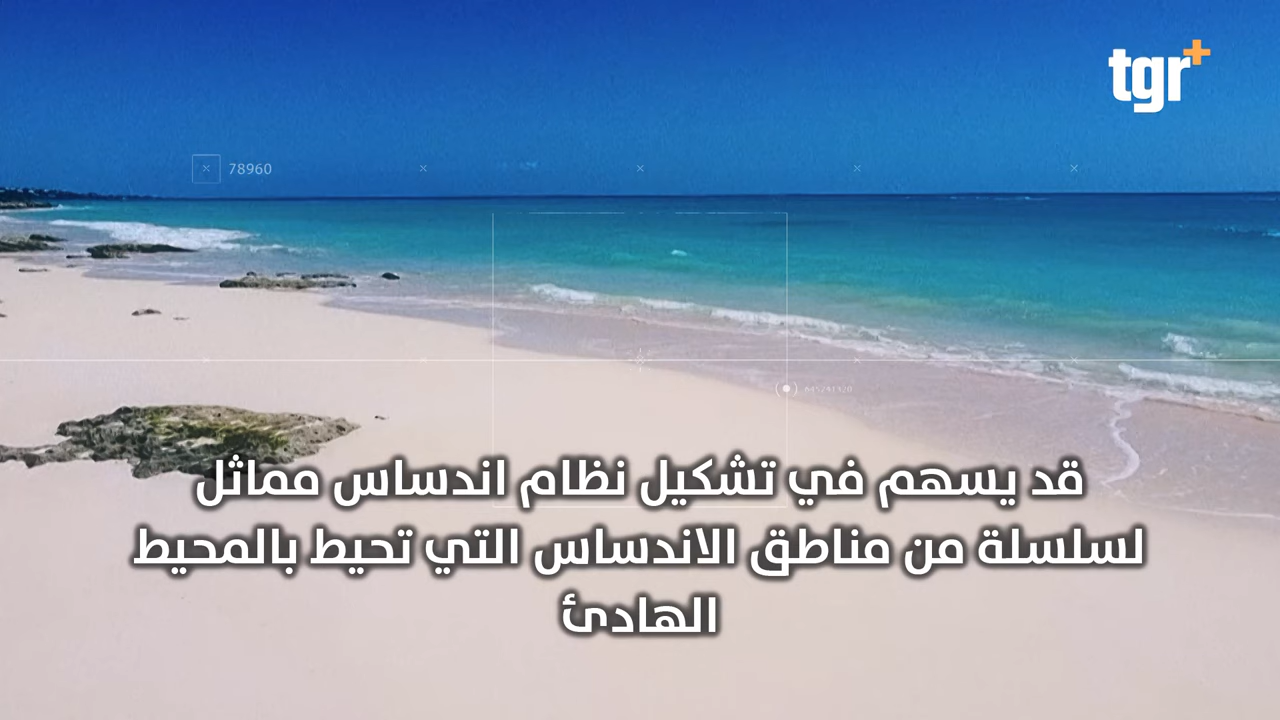 tgr+
78960
قد يسهم في تشكيل نظام اندساس مماثل
لسلسلة من مناطق الاندساس التي تحيط بالمحيط
الهادئ